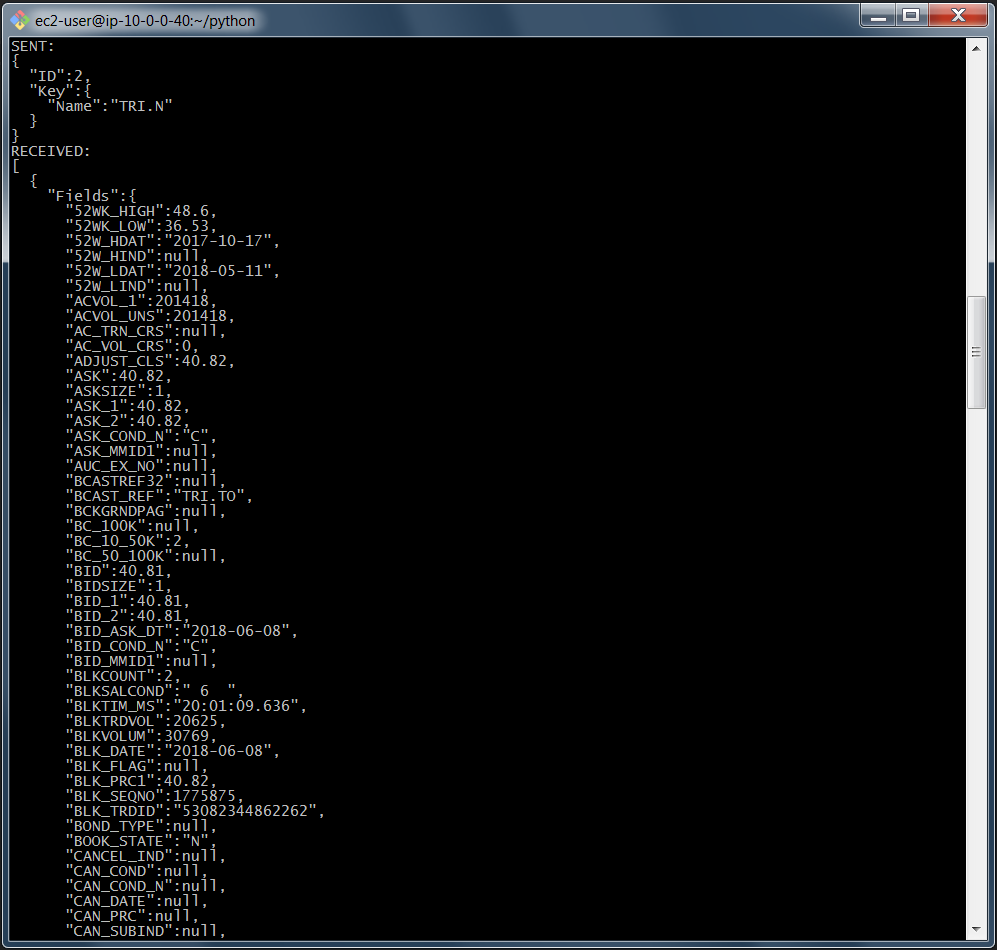 ec2-user@ip-10-0-0-40:~/python
SENT:
{
  "ID":2,
  "Key":{
    "Name":"TRI.N"
  }
}
RECEIVED:
[
  {
    "Fields":{
      "52WK_HIGH":48.6,
      "52WK_LOW":36.53,
      "52W_HDAT":"2017-10-17",
      "52W_HIND":null,
      "52W_LDAT":"2018-05-11",
      "52W_LIND":null,
      "ACVOL_1":201418,
      "ACVOL_UNS":201418,
      "AC_TRN_CRS":null,
      "AC_VOL_CRS":0,
      "ADJUST_CLS":40.82,
      "ASK":40.82,
      "ASKSIZE":1,
      "ASK_1":40.82,
      "ASK_2":40.82,
      "ASK_COND_N":"C",
      "ASK_MMID1":null,
      "AUC_EX_NO":null,
      "BCASTREF32":null,
      "BCAST_REF":"TRI.TO",
      "BCKGRNDPAG":null,
      "BC_100K":null,
      "BC_10_50K":2,
      "BC_50_100K":null,
      "BID":40.81,
      "BIDSIZE":1,
      "BID_1":40.81,
      "BID_2":40.81,
      "BID_ASK_DT":"2018-06-08",
      "BID_COND_N":"C",
      "BID_MMID1":null,
      "BLKCOUNT":2,
      "BLKSALCOND":" 6  ",
      "BLKTIM_MS":"20:01:09.636",
      "BLKTRDVOL":20625,
      "BLKVOLUM":30769,
      "BLK_DATE":"2018-06-08",
      "BLK_FLAG":null,
      "BLK_PRC1":40.82,
      "BLK_SEQNO":1775875,
      "BLK_TRDID":"53082344862262",
      "BOND_TYPE":null,
      "BOOK_STATE":"N",
      "CANCEL_IND":null,
      "CAN_COND":null,
      "CAN_COND_N":null,
      "CAN_DATE":null,
      "CAN_PRC":null,
      "CAN_SUBIND":null,